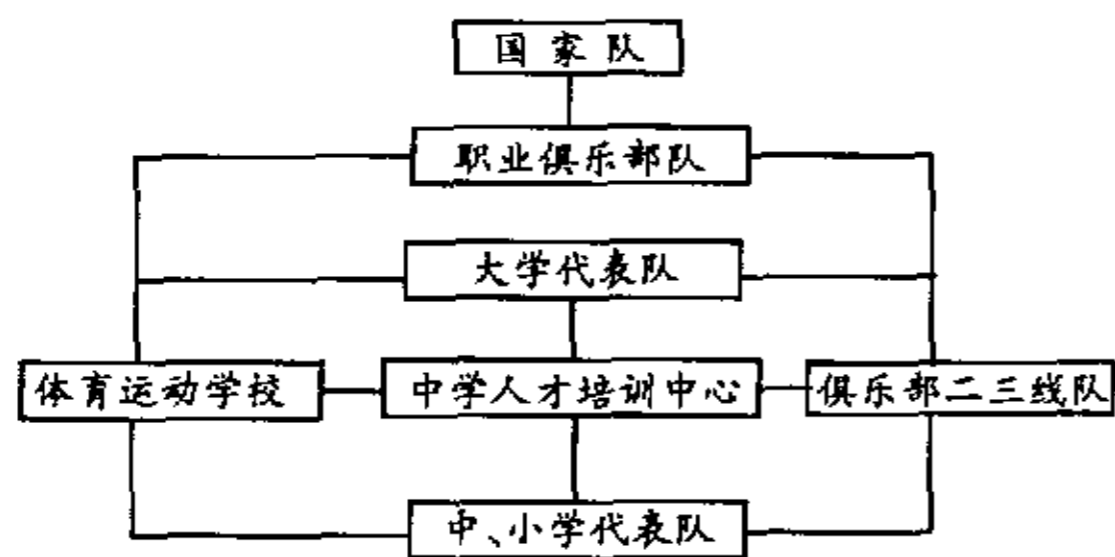 国家队
职业俱乐部队
大学代表队
体育运动学校
中学人才培训中心
俱乐部二三线队
中、小学代表队